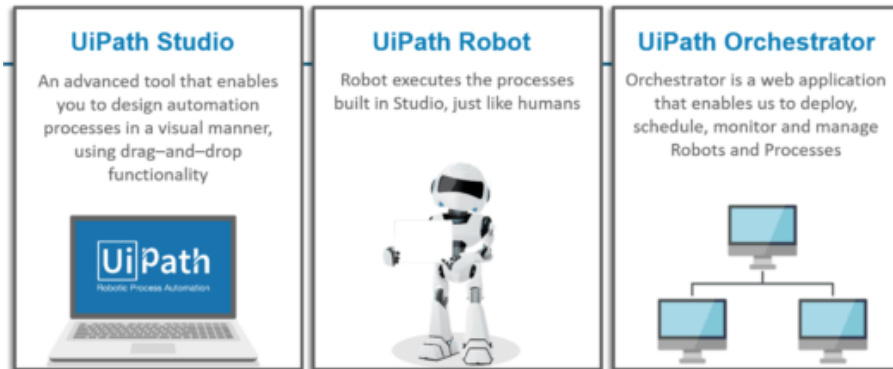 UiPath Studio
An advanced tool that enables
you to design automation
processes in a visual manner,
using drag–and–drop
functionality
UiPath
Robotic Process Automation
UiPath Robot
Robot executes the processes
built in Studio, just like humans
UiPath Orchestrator
Orchestrator is a web application
that enables us to deploy,
schedule, monitor and manage
Robots and Processes